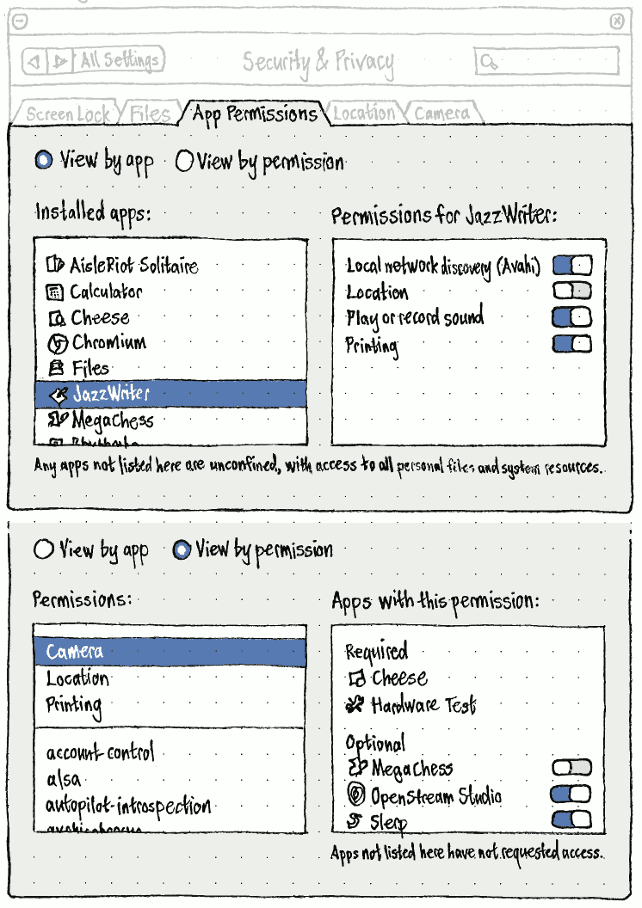 All Settings
Security & Privacy
Screen Lock
Files
App Permissions
Location
Camera
View by app
View by permission
Installed apps:
AisleRiot Solitaire
Calculator
Cheese
Chromium
Files
JazzWriter
MegaChess
Permissions for JazzWriter:
Local network discovery (Avahi)
Location
Play or record sound
Printing
Any apps not listed here are unconfined, with access to all personal files and system resources.
View by app
View by permission
Permissions:
Camera
Location
Printing
account-control
alsa
autopilot-introspection
Apps with this permission:
Required
Cheese
Hardware Test
Optional
MegaChess
OpenStream Studio
Slerp
Apps not listed here have not requested access.